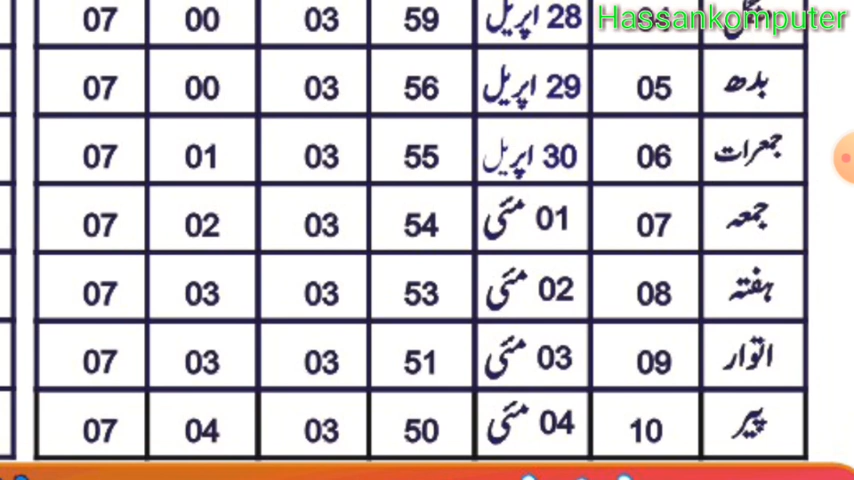 Hassankomputer
28 اپریل 59 03 00 07
بدھ 05 29 اپریل 56 03 00 07
جمعرات 06 30 اپریل 55 03 01 07
جمعہ 07 01 مئی 54 03 02 07
ہفتہ 08 02 مئی 53 03 03 07
اتوار 09 03 مئی 51 03 03 07
پیر 10 04 مئی 50 03 04 07